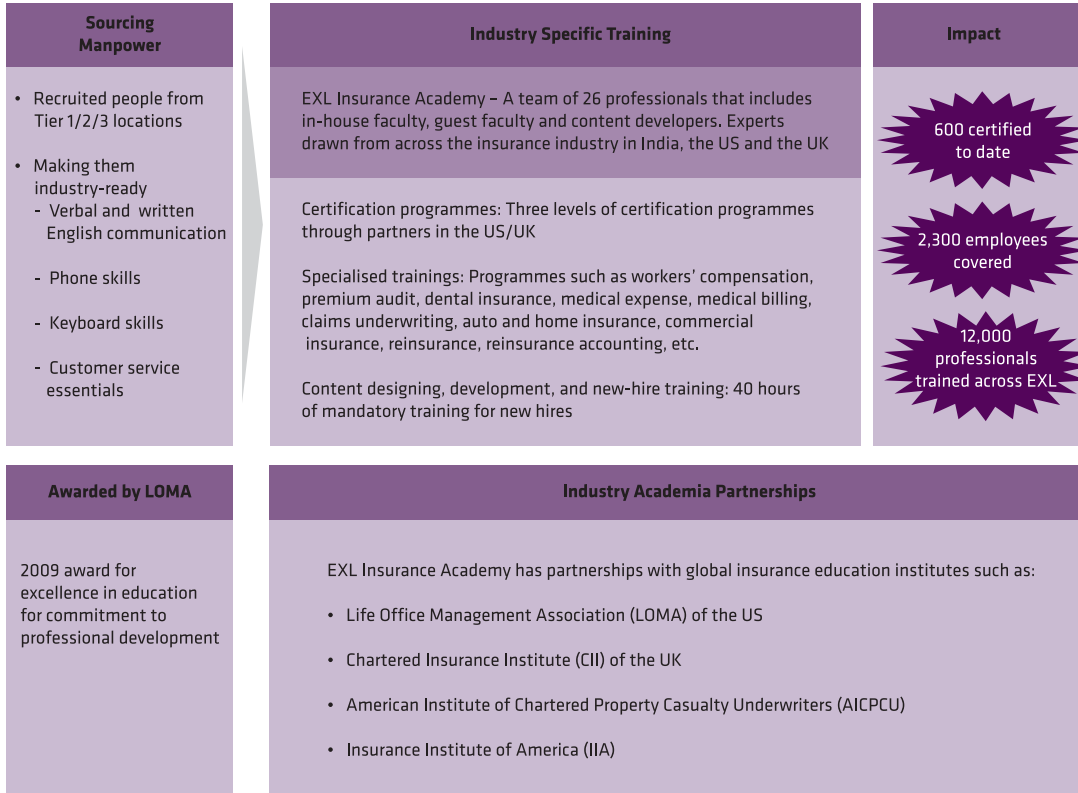 Sourcing
Manpower
• Recruited people from
Tier 1/2/3 locations
• Making them
industry-ready
- Verbal and written
English communication
- Phone skills
- Keyboard skills
- Customer service
essentials
Industry Specific Training
EXL Insurance Academy – A team of 26 professionals that includes
in-house faculty, guest faculty and content developers. Experts
drawn from across the insurance industry in India, the US and the UK
Certification programmes: Three levels of certification programmes
through partners in the US/UK
Specialised trainings: Programmes such as workers' compensation,
premium audit, dental insurance, medical expense, medical billing,
claims underwriting, auto and home insurance, commercial
insurance, reinsurance, reinsurance accounting, etc.
Content designing, development, and new-hire training: 40 hours
of mandatory training for new hires
Impact
600 certified
to date
2,300 employees
covered
12,000
professionals
trained across EXL
Awarded by LOMA
2009 award for
excellence in education
for commitment to
professional development
Industry Academia Partnerships
EXL Insurance Academy has partnerships with global insurance education institutes such as:
• Life Office Management Association (LOMA) of the US
• Chartered Insurance Institute (CII) of the UK
• American Institute of Chartered Property Casualty Underwriters (AICPCU)
• Insurance Institute of America (IIA)